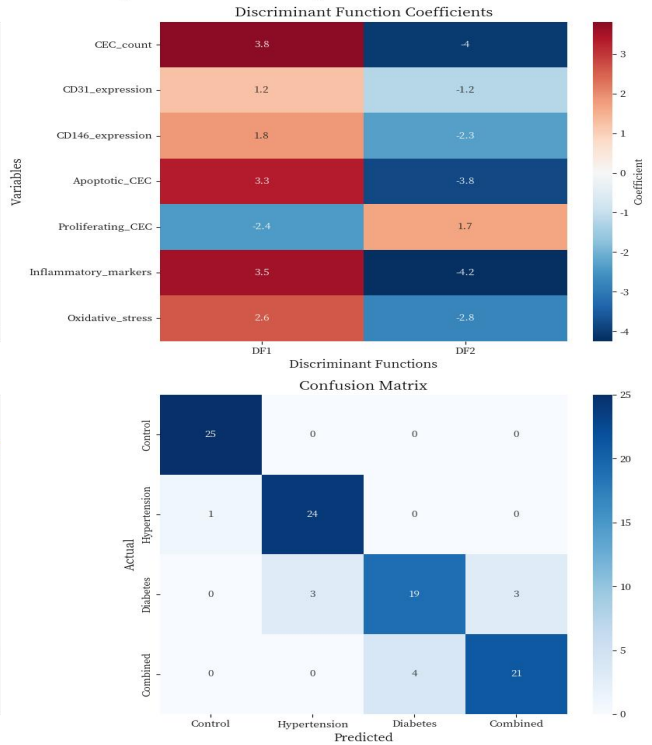 Discriminant Function Coefficients
CEC_count 3.8 -4
CD31_expression 1.2 -1.2
CD146_expression 1.8 -2.3
Apoptotic_CEC 3.3 -3.8
Proliferating_CEC -2.4 1.7
Inflammatory_markers 3.5 -4.2
Oxidative_stress 2.6 -2.8
DF1 DF2
Discriminant Functions
Variables
3
2
1
0
-1
-2
-3
-4
Coefficient
Confusion Matrix
Control 25 0 0 0
Hypertension 1 24 0 0
Diabetes 0 3 19 3
Combined 0 0 4 21
Control Hypertension Diabetes Combined
Predicted
Actual
25
20
15
10
5
0